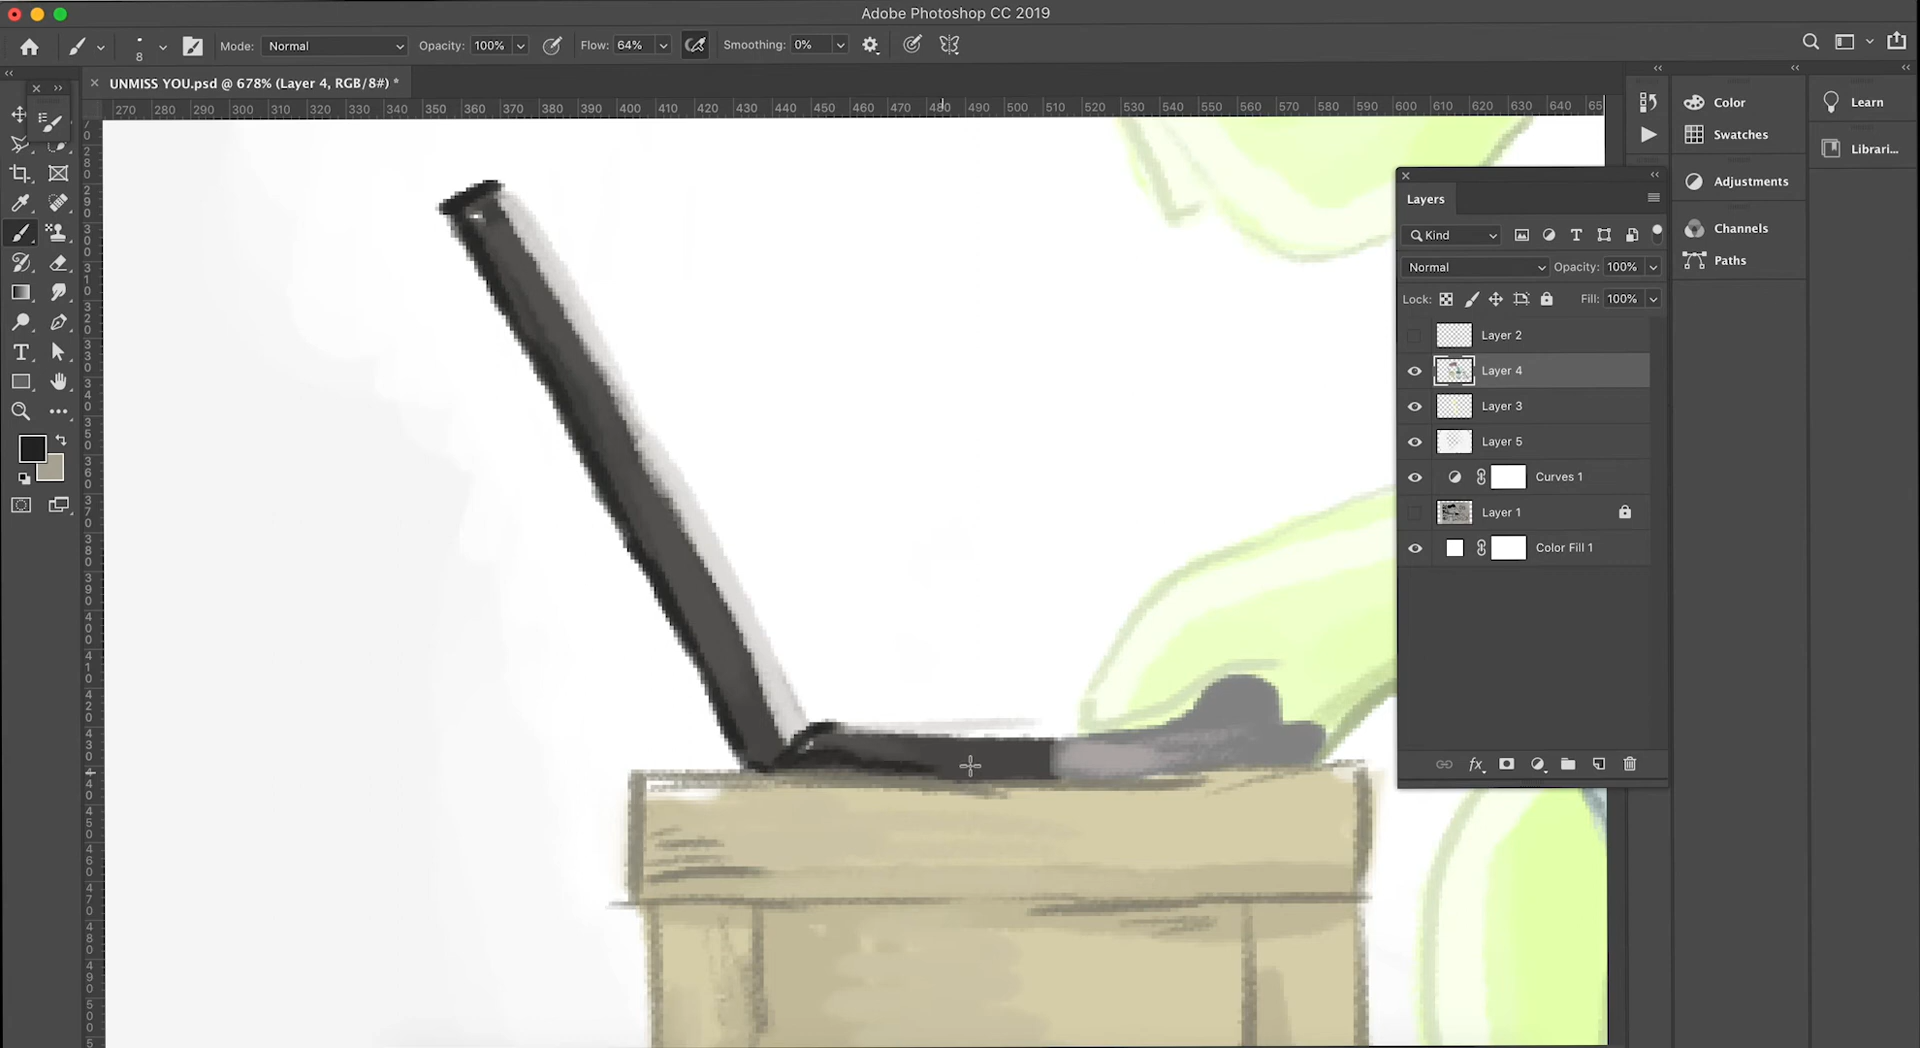 Adobe Photoshop CC 2019
8
Mode: Normal
Opacity: 100%
Flow: 64%
Smoothing: 0%
UNMISS YOU.psd @ 678% (Layer 4, RGB/8#) *
270 280 290 300 310 320 330 340 350 360 370 380 390 400 410 420 430 440 450 460 470 480 490 500 510 520 530 540 550 560 570 580 590 600 610 620 630 640 65
Color
Swatches
Adjustments
Channels
Paths
Learn
Librari...
Layers
Kind
Normal
Opacity: 100%
Lock:
Fill: 100%
Layer 2
Layer 4
Layer 3
Layer 5
Curves 1
Layer 1
Color Fill 1
fx